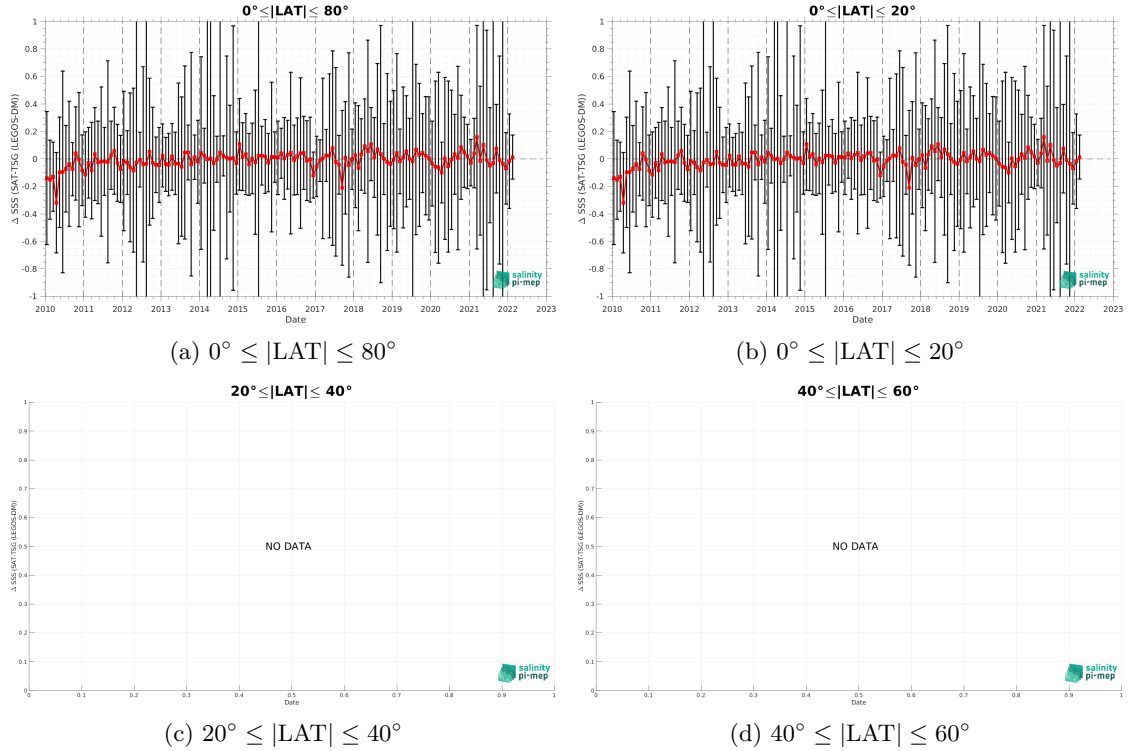 0°≤|LAT|≤ 80°
Δ SSS (SAT-TSG (LEGOS-DM))
1
0.8
0.6
0.4
0.2
0
-0.2
-0.4
-0.6
-0.8
-1
2010 2011 2012 2013 2014 2015 2016 2017 2018 2019 2020 2021 2022 2023
Date
salinity
pi-mep
(a) 0° ≤ |LAT| ≤ 80°
0°≤|LAT|≤ 20°
Δ SSS (SAT-TSG (LEGOS-DM))
1
0.8
0.6
0.4
0.2
0
-0.2
-0.4
-0.6
-0.8
-1
2010 2011 2012 2013 2014 2015 2016 2017 2018 2019 2020 2021 2022 2023
Date
salinity
pi-mep
(b) 0° ≤ |LAT| ≤ 20°
20°≤|LAT|≤ 40°
Δ SSS (SAT-TSG (LEGOS-DM))
1
0.9
0.8
0.7
0.6
0.5
0.4
0.3
0.2
0.1
0
NO DATA
0 0.1 0.2 0.3 0.4 0.5 0.6 0.7 0.8 0.9 1
Date
salinity
pi-mep
(c) 20° ≤ |LAT| ≤ 40°
40°≤|LAT|≤ 60°
Δ SSS (SAT-TSG (LEGOS-DM))
1
0.9
0.8
0.7
0.6
0.5
0.4
0.3
0.2
0.1
0
NO DATA
0 0.1 0.2 0.3 0.4 0.5 0.6 0.7 0.8 0.9 1
Date
salinity
pi-mep
(d) 40° ≤ |LAT| ≤ 60°